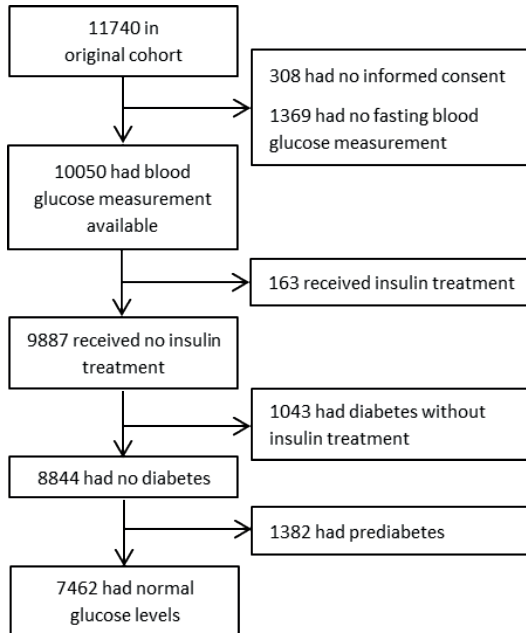 11740 in
original cohort
308 had no informed consent
1369 had no fasting blood
glucose measurement
10050 had blood
glucose measurement
available
163 received insulin treatment
9887 received no insulin
treatment
1043 had diabetes without
insulin treatment
8844 had no diabetes
1382 had prediabetes
7462 had normal
glucose levels